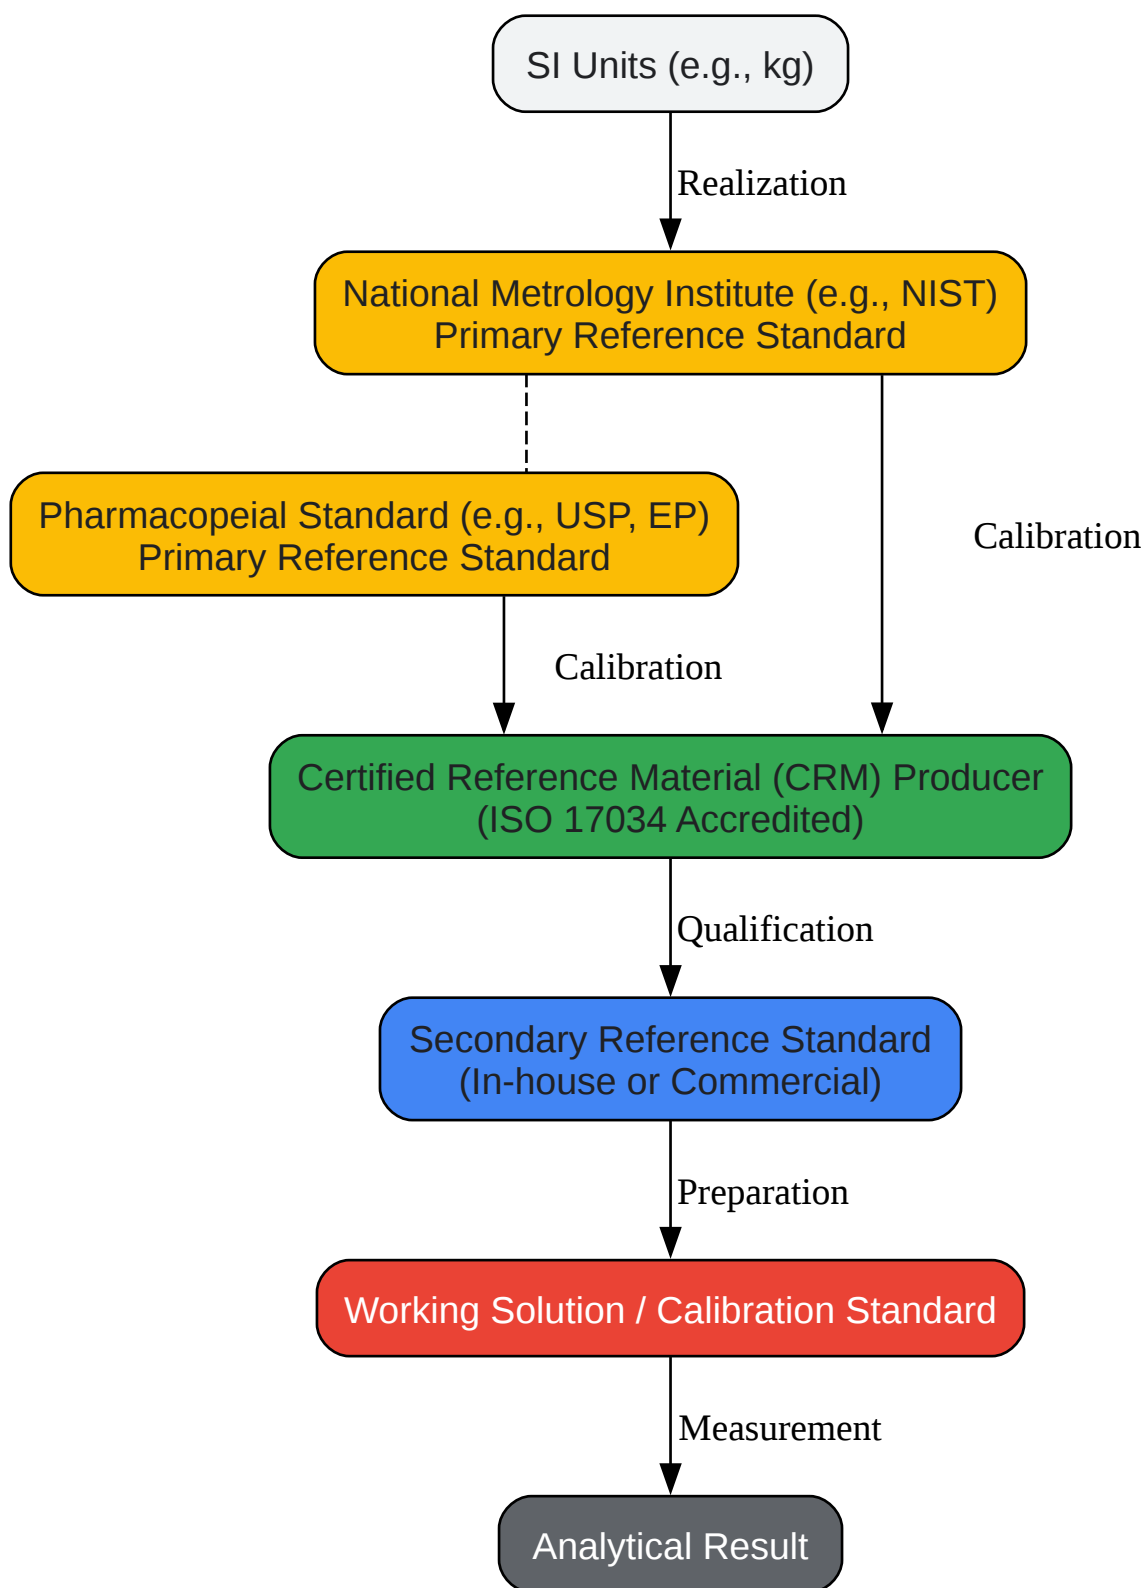 SI Units (e.g., kg)
Realization
National Metrology Institute (e.g., NIST)
Primary Reference Standard
Pharmacopeial Standard (e.g., USP, EP)
Primary Reference Standard
Calibration
Calibration
Certified Reference Material (CRM) Producer
(ISO 17034 Accredited)
Qualification
Secondary Reference Standard
(In-house or Commercial)
Preparation
Working Solution / Calibration Standard
Measurement
Analytical Result